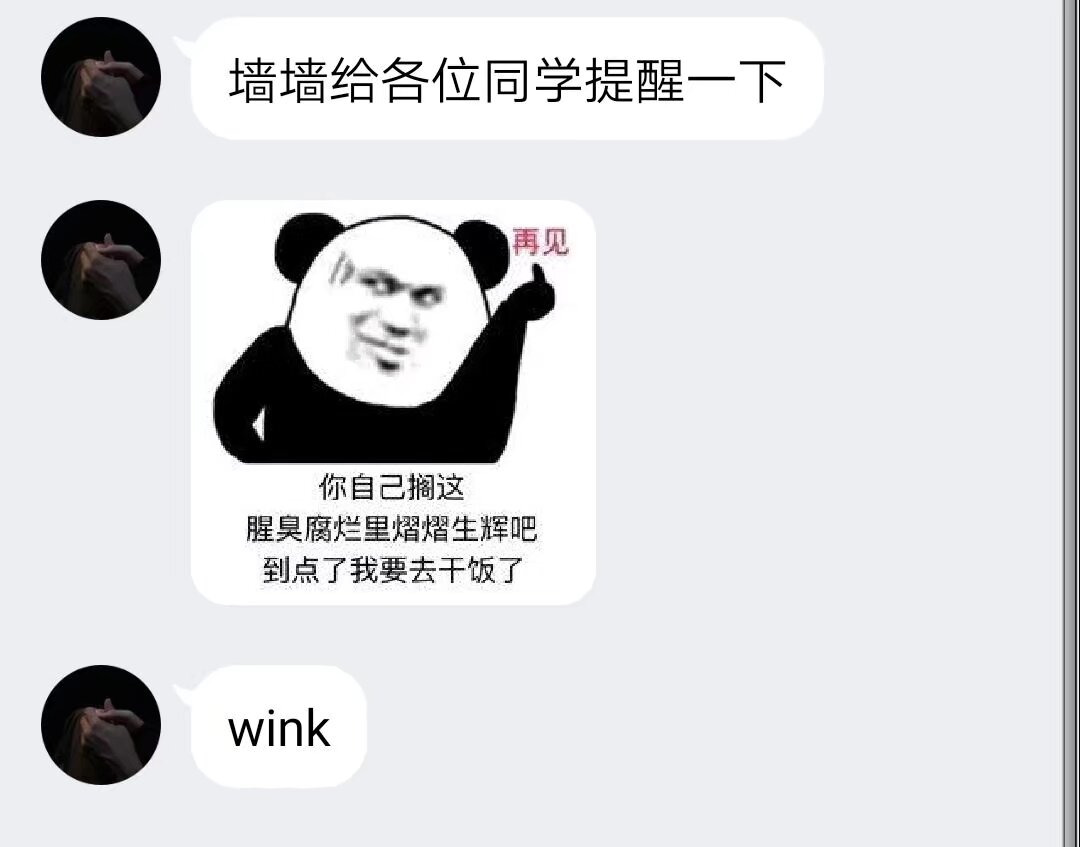 墙墙给各位同学提醒一下
再见
你自己搁这
腥臭腐烂里熠熠生辉吧
到点了我要去干饭了
wink